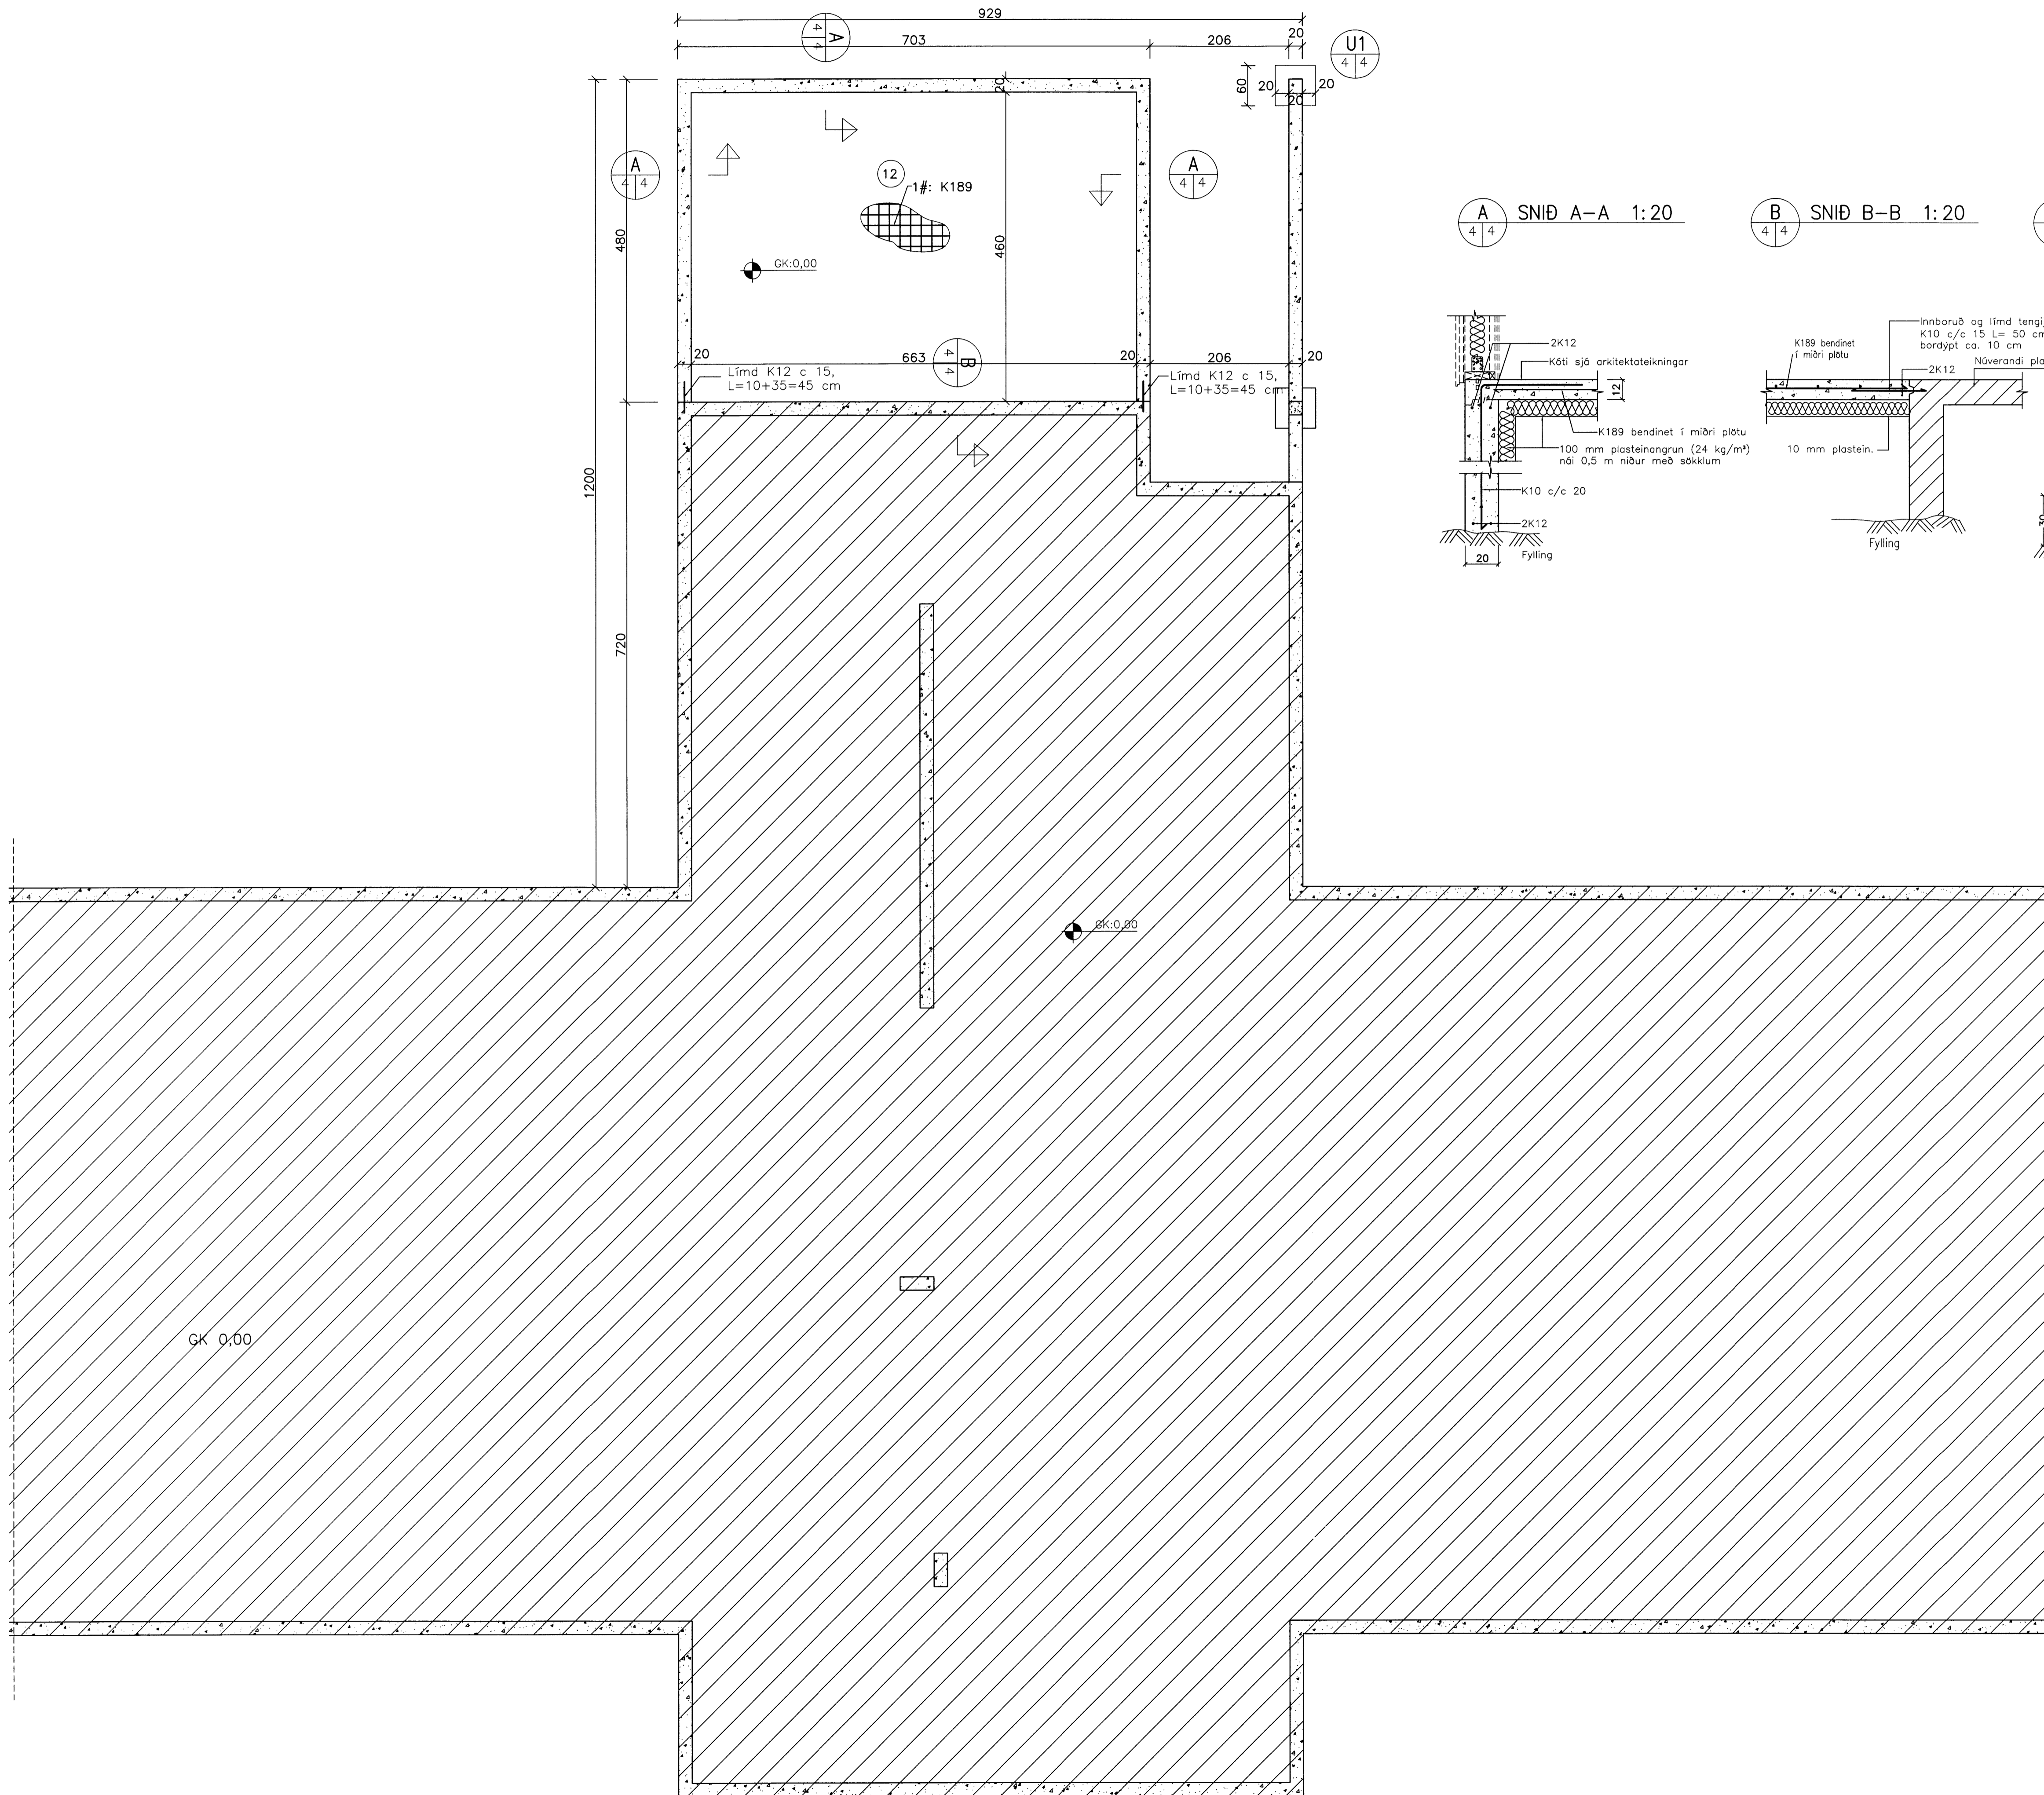 929
703
206
20
A
4 4
U1
4 4
20
60
20
20
20
A
4 4
12
1#: K189
A
4 4
480
460
GK:0,00
1200
20
663
4 4
B
20
206
20
Límd K12 c 15,
L=10+35=45 cm
Límd K12 c 15,
L=10+35=45 cm
720
GK:0,00
GK 0,00
A
4 4
SNIÐ A-A 1:20
2K12
Kóti sjá arkitektateikningar
12
K189 bendinet í miðri plötu
100 mm plasteinangrun (24 kg/m³)
nái 0,5 m niður með sökklum
K10 c/c 20
2K12
Fylling
20
B
4 4
SNIÐ B-B 1:20
Innboruð og límd tengi,
K10 c/c 15 L= 50 cm
bordýpt ca. 10 cm
K189 bendinet
í miðri plötu
Núverandi pla
2K12
10 mm plastein.
Fylling
4
30